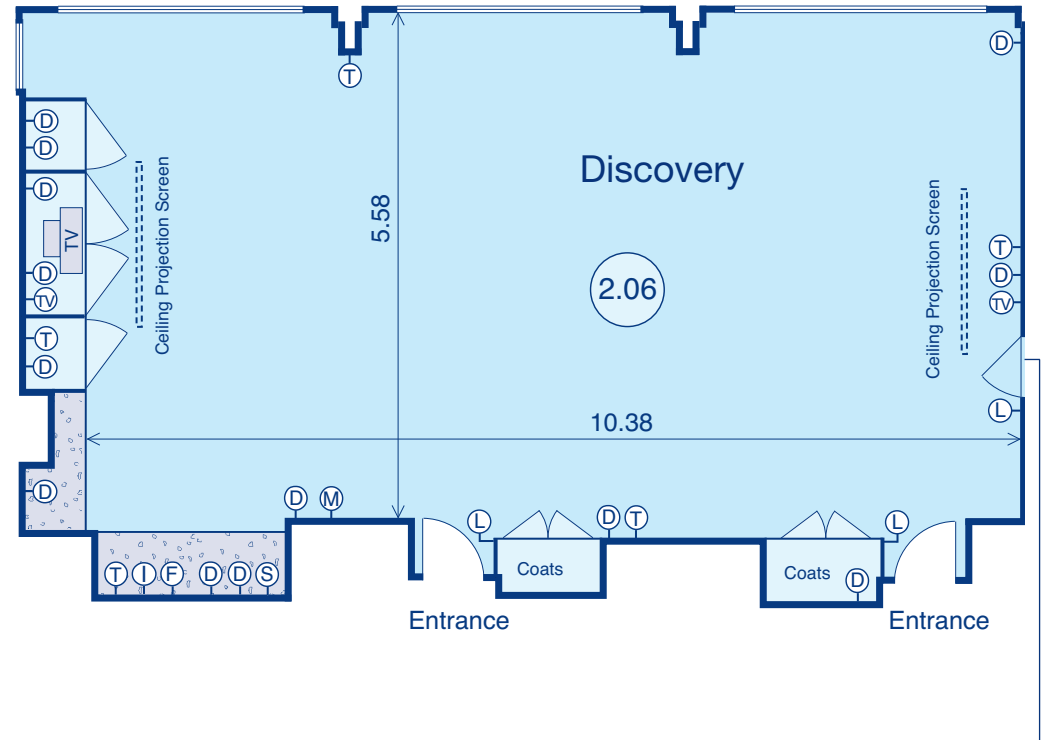 D
T
D
D
Discovery
D
5.58
Ceiling Projection Screen
Ceiling Projection Screen
TV
T
D
D
2.06
TV
TV
T
D
L
10.38
D
D
M
L
D
T
L
T
I
F
D
D
S
Coats
Coats
D
Entrance
Entrance